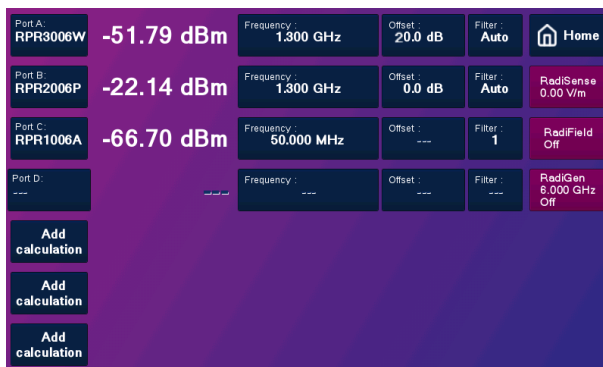 Port A:
RPR3006W
-51.79 dBm
Frequency :
1.300 GHz
Offset :
20.0 dB
Filter :
Auto
Home
Port B:
RPR2006P
-22.14 dBm
Frequency :
1.300 GHz
Offset :
0.0 dB
Filter :
Auto
RadiSense
0.00 V/m
Port C:
RPR1006A
-66.70 dBm
Frequency :
50.000 MHz
Offset :
---
Filter :
1
RadiField
Off
Port D:
---
---
Frequency :
---
Offset :
---
Filter :
---
RadiGen
6.000 GHz
Off
Add
calculation
Add
calculation
Add
calculation